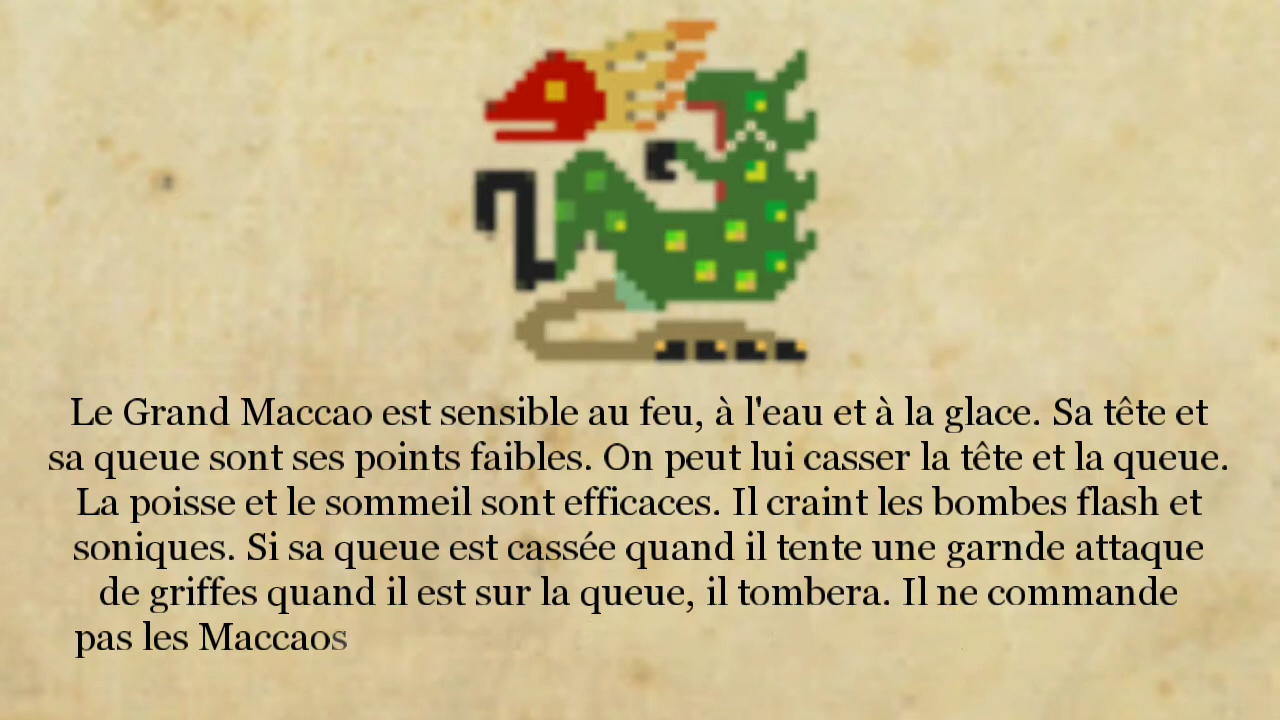 Le Grand Maccao est sensible au feu, à l'eau et à la glace. Sa tête et
sa queue sont ses points faibles. On peut lui casser la tête et la queue.
La poisse et le sommeil sont efficaces. Il craint les bombes flash et
soniques. Si sa queue est cassée quand il tente une garnde attaque
de griffes quand il est sur la queue, il tombera. Il ne commande
pas les Maccaos